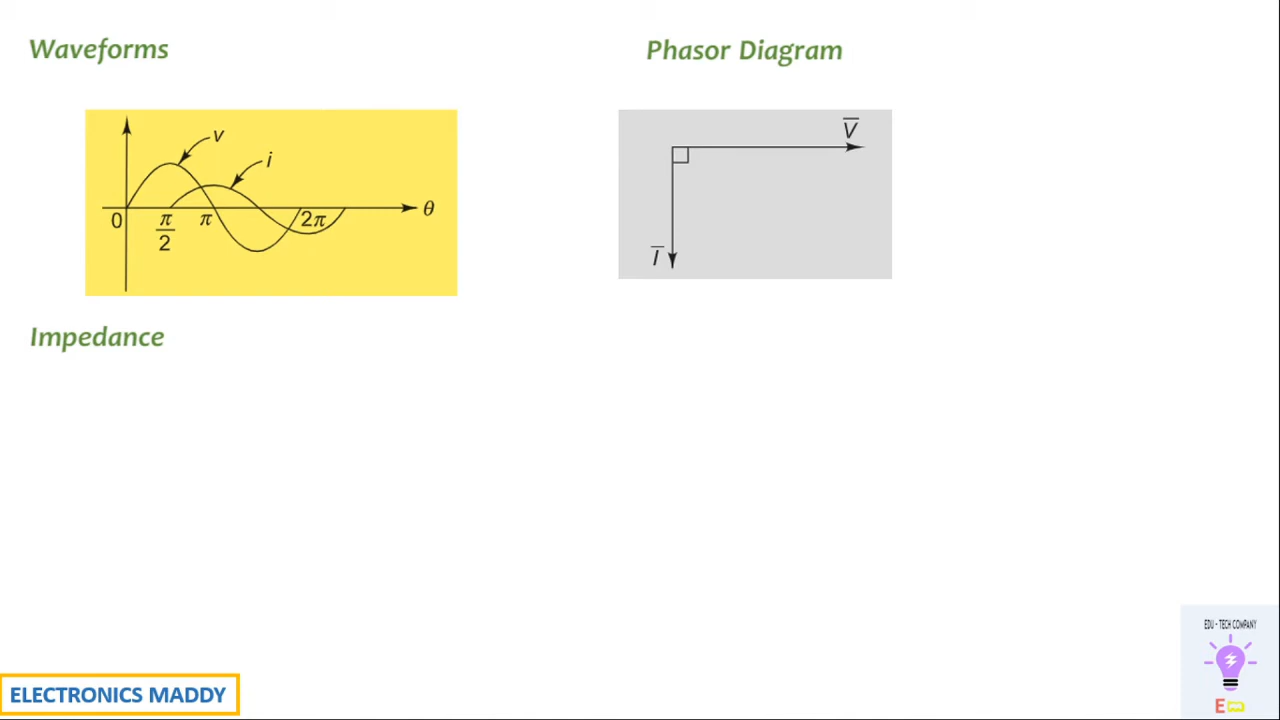 Waveforms
Phasor Diagram
v
i
0
π
2
π
2π
θ
V̅
I̅
Impedance
EDU - TECH COMPANY
E
ELECTRONICS MADDY